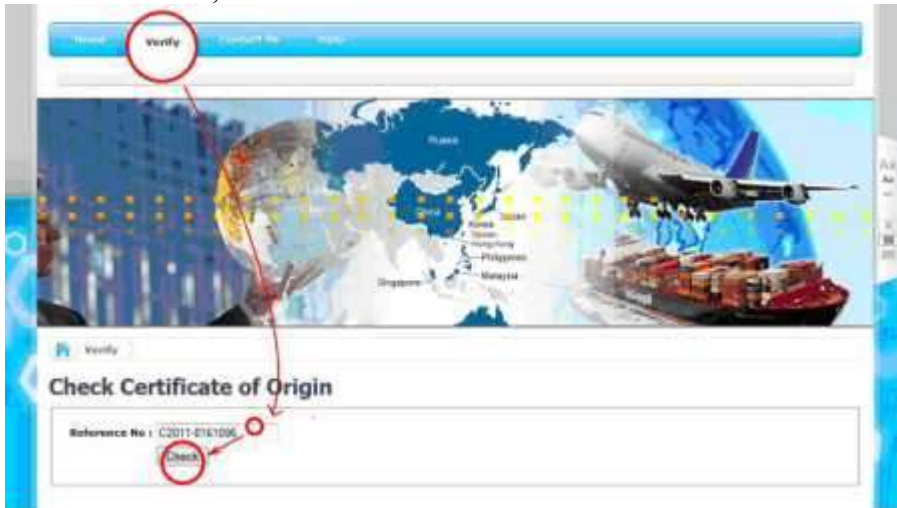 Home Verify Contact Us
Russia
China
Japan
Korea
Taiwan
Hong Kong
Philippines
Malaysia
Singapore
Verify
Check Certificate of Origin
Reference No : C2011-0161096
Check